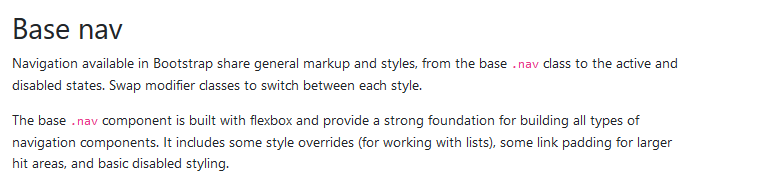 Base nav
Navigation available in Bootstrap share general markup and styles, from the base .nav class to the active and
disabled states. Swap modifier classes to switch between each style.
The base .nav component is built with flexbox and provide a strong foundation for building all types of
navigation components. It includes some style overrides (for working with lists), some link padding for larger
hit areas, and basic disabled styling.